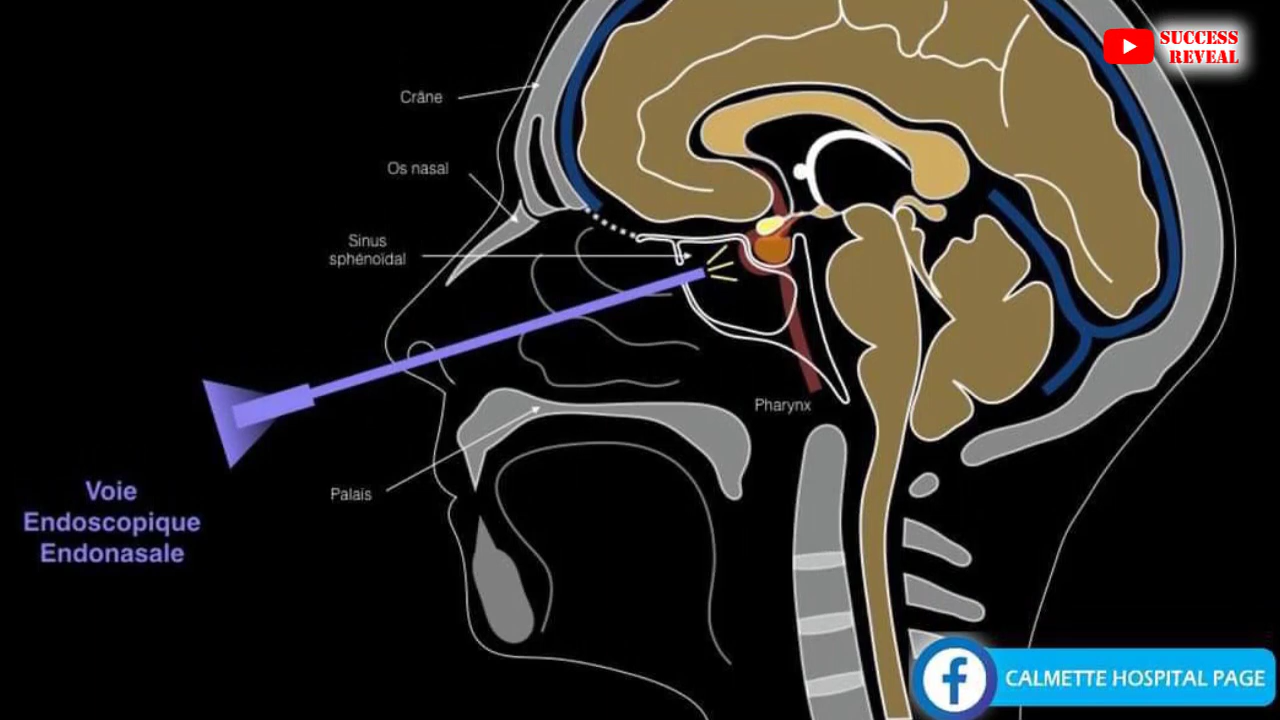 SUCCESS
REVEAL
Crâne
Os nasal
Sinus
sphénoïdal
Pharynx
Palais
Voie
Endoscopique
Endonasale
CALMETTE HOSPITAL PAGE